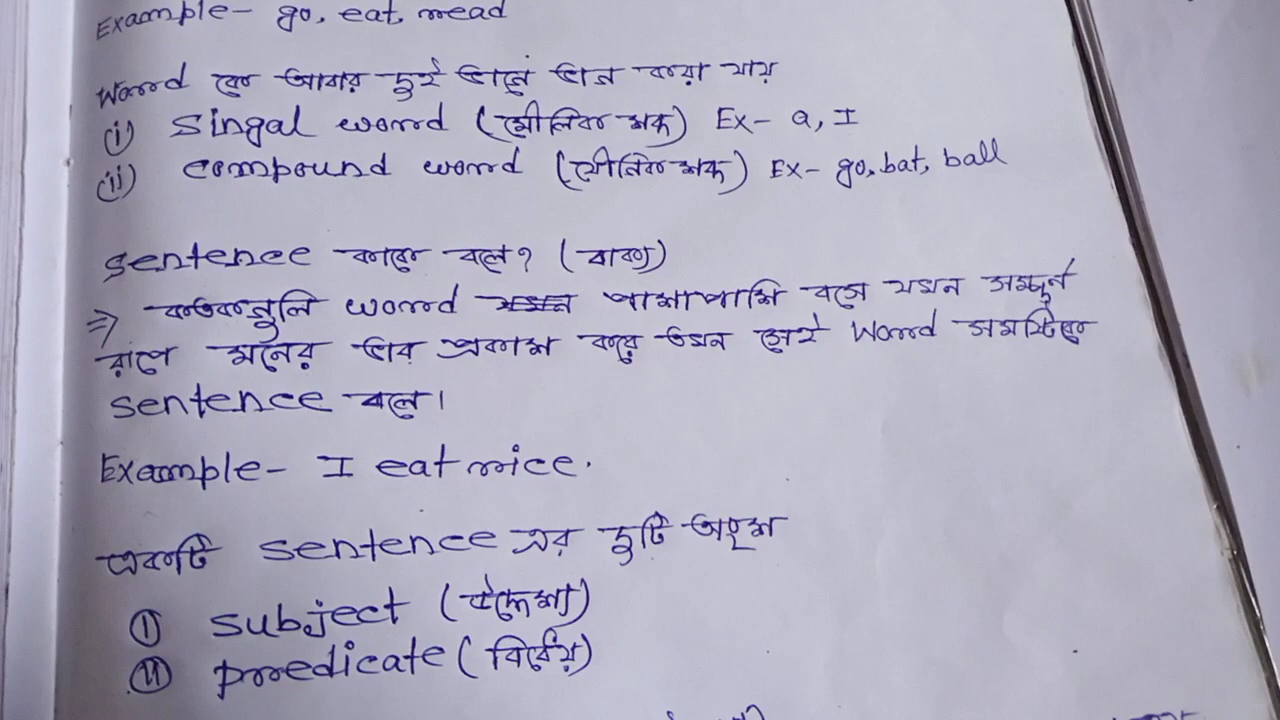 Example- go, eat, read
Word কে আবার দুই ভাগে ভাগ করা যায়
(i) Singal word (মৌলিক শব্দ) Ex- a, I
(ii) compound word (যৌগিক শব্দ) Ex- go, bat, ball
Sentence কাকে বলে? (বাক্য)
⇒ কতকগুলি word পাশাপাশি বসে যখন সম্পূর্ন
রূপে মনের ভাব প্রকাশ করে তখন সেই Word সমষ্টিকে
sentence বলে।
Example- I eat rice.
একটি sentence এর দুটি অংশ
(I) subject (উদ্দেশ্য)
(II) predicate (বিধেয়)